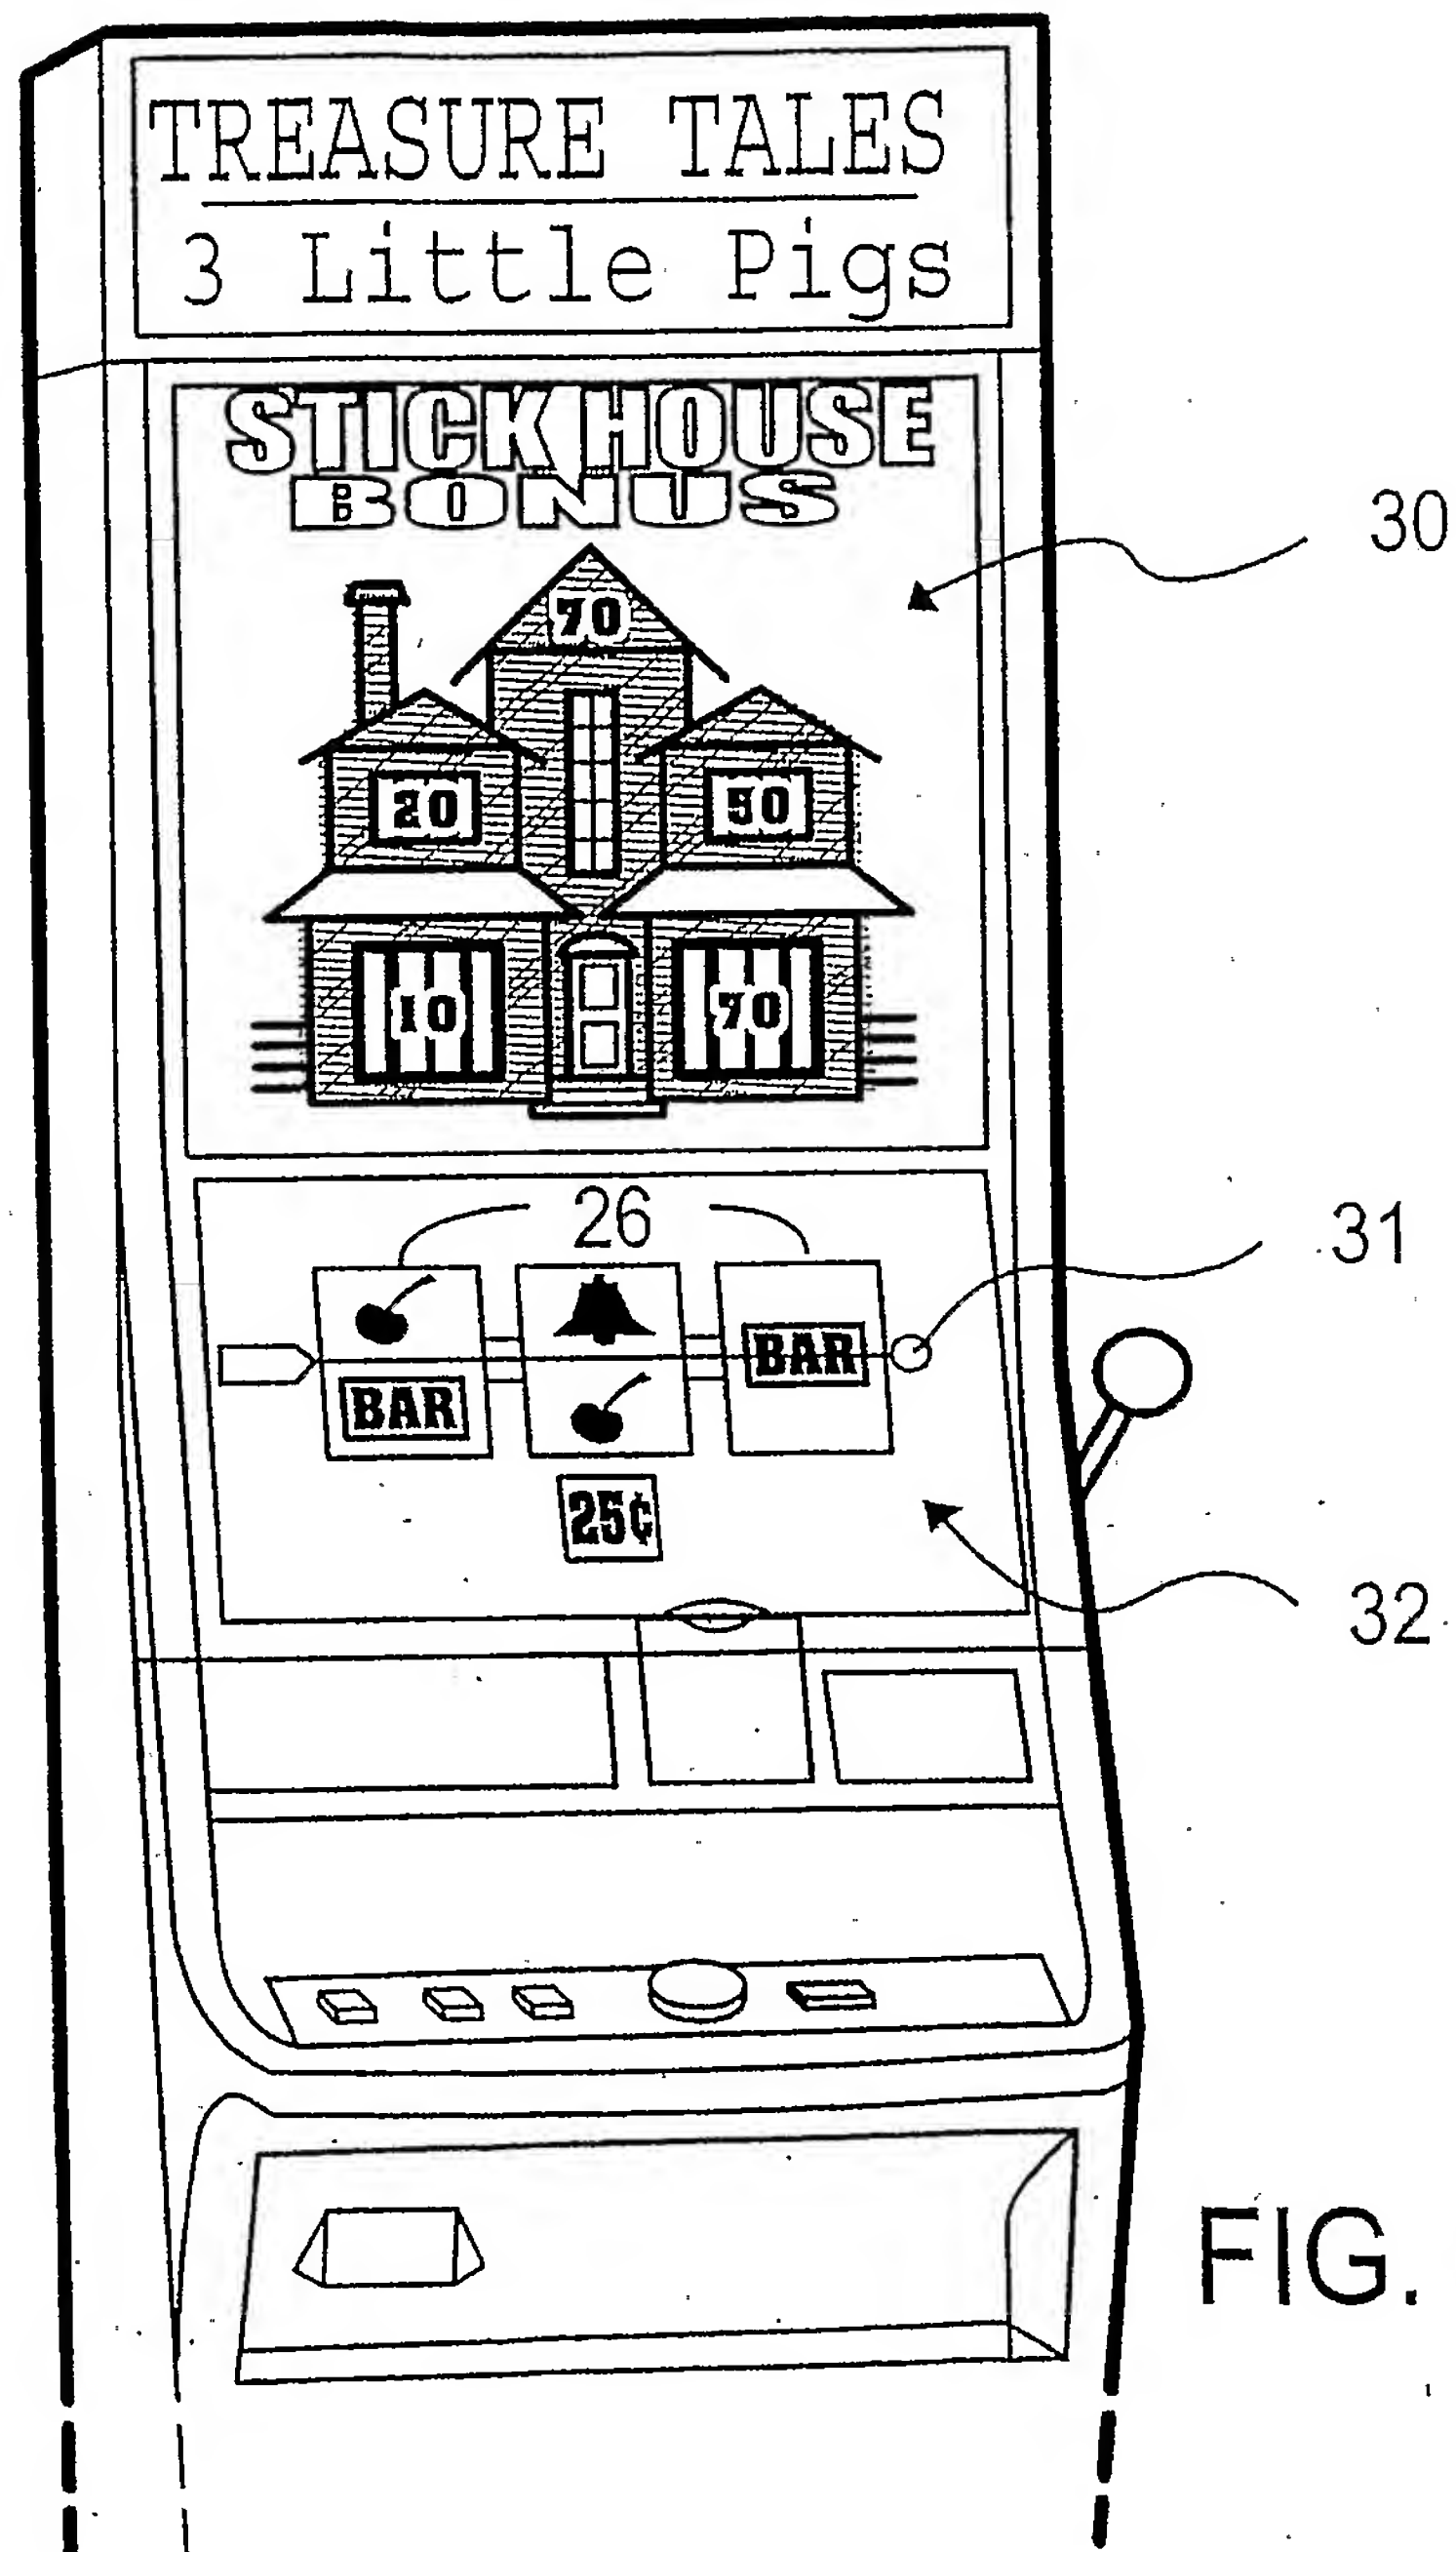 TREASURE TALES
3 Little Pigs
STICK HOUSE
BONUS
30
70
20 50
10 70
26
31
BAR
BAR
25¢
32
FIG.